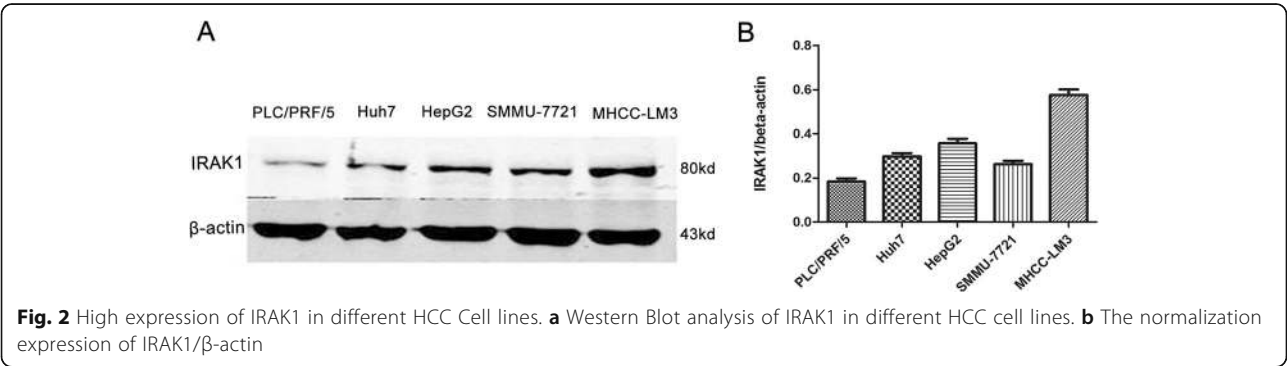 A
PLC/PRF/5 Huh7 HepG2 SMMU-7721 MHCC-LM3
IRAK1
80kd
β-actin
43kd
B
IRAK1/beta-actin
0.8
0.6
0.4
0.2
0.0
PLC/PRF/5
Huh7
HepG2
SMMU-7721
MHCC-LM3
Fig. 2 High expression of IRAK1 in different HCC Cell lines. a Western Blot analysis of IRAK1 in different HCC cell lines. b The normalization
expression of IRAK1/β-actin